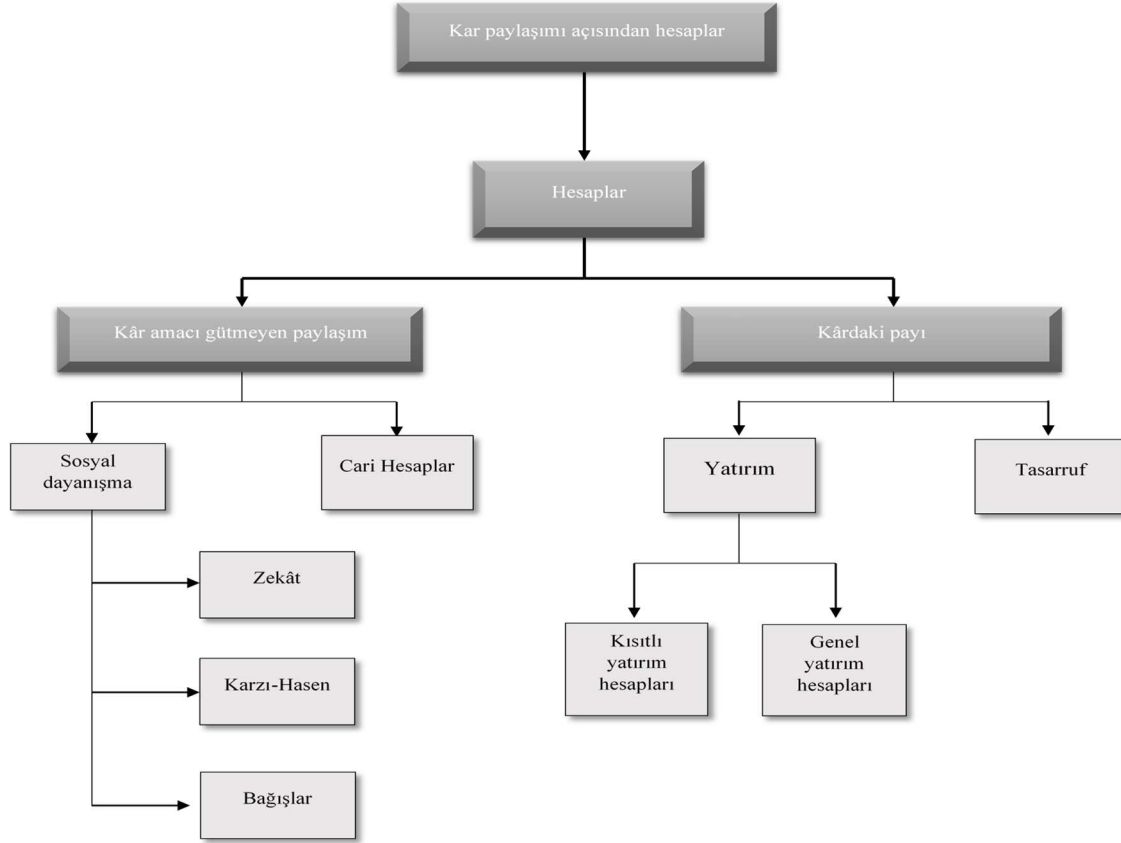 Kar paylaşımı açısından hesaplar
Hesaplar
Kâr amacı gütmeyen paylaşım
Kârdaki payı
Sosyal
dayanışma
Cari Hesaplar
Yatırım
Tasarruf
Zekât
Karzı-Hasen
Bağışlar
Kısıtlı
yatırım
hesapları
Genel
yatırım
hesapları